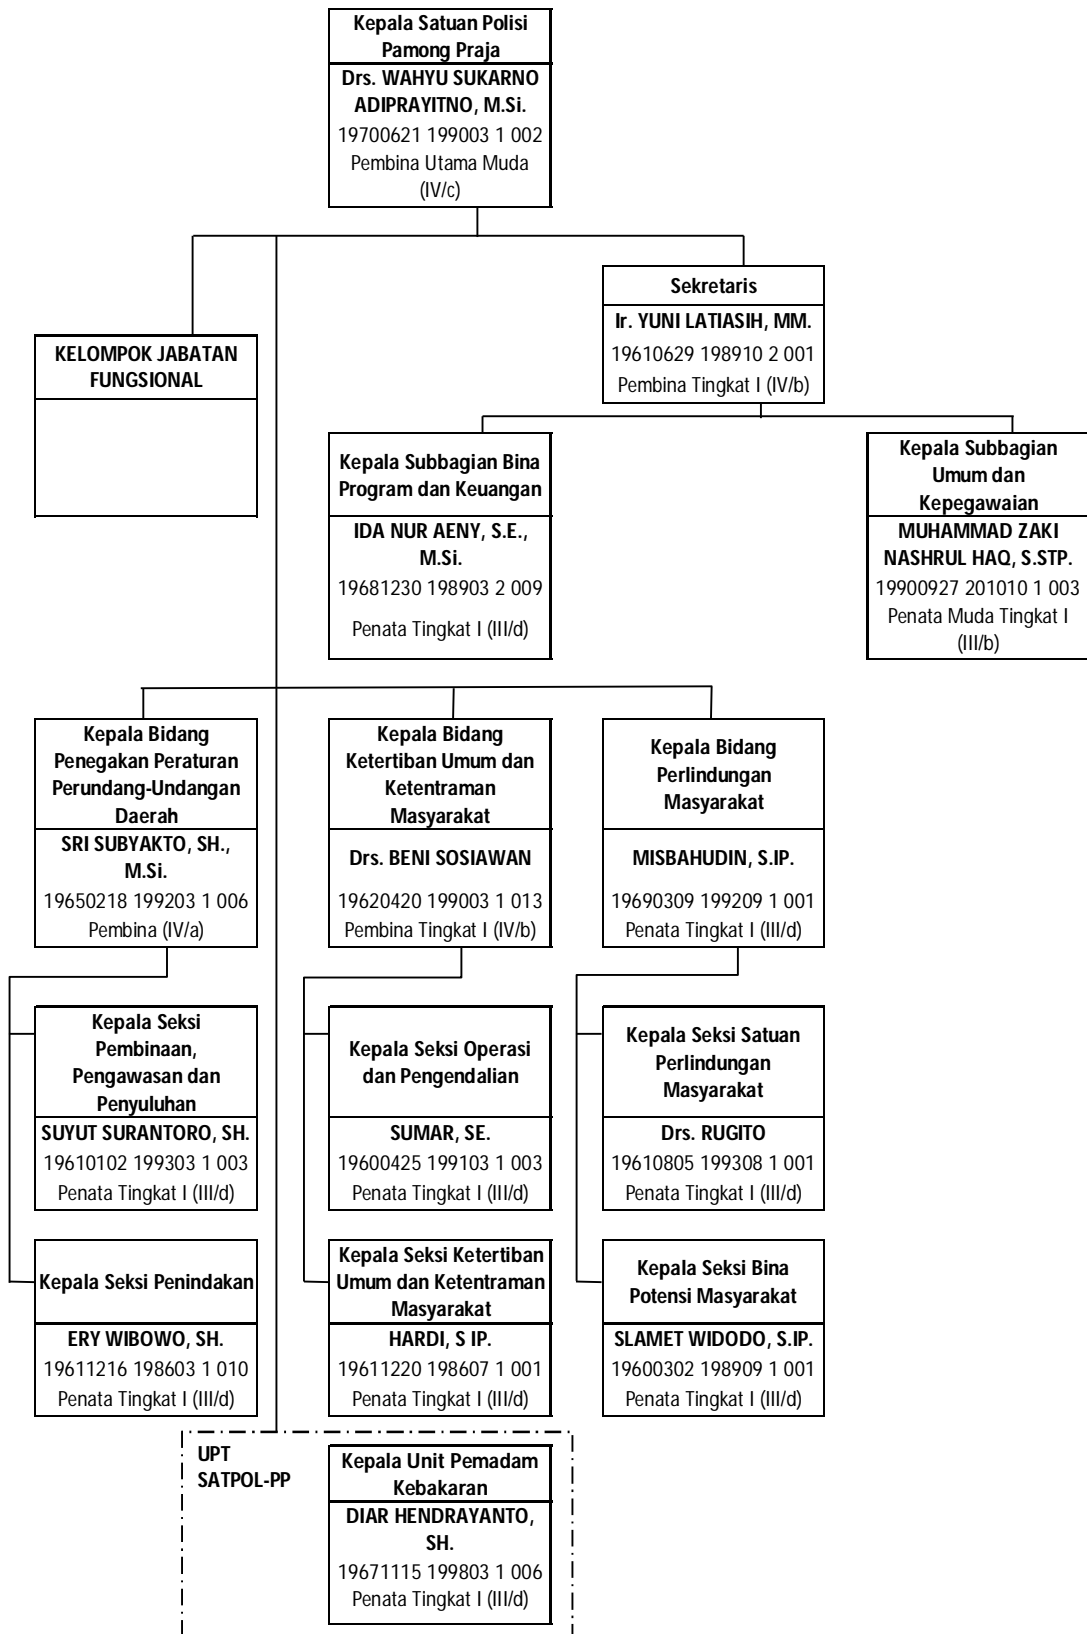 Kepala Satuan Polisi
Pamong Praja
Drs. WAHYU SUKARNO
ADIPRAYITNO, M.Si.
19700621 199003 1 002
Pembina Utama Muda
(IV/c)
Sekretaris
Ir. YUNI LATIASIH, MM.
19610629 198910 2 001
Pembina Tingkat I (IV/b)
KELOMPOK JABATAN
FUNGSIONAL
Kepala Subbagian Bina
Program dan Keuangan
IDA NUR AENY, S.E.,
M.Si.
19681230 198903 2 009
Penata Tingkat I (III/d)
Kepala Subbagian
Umum dan
Kepegawaian
MUHAMMAD ZAKI
NASHRUL HAQ, S.STP.
19900927 201010 1 003
Penata Muda Tingkat I
(III/b)
Kepala Bidang
Penegakan Peraturan
Perundang-Undangan
Daerah
SRI SUBYAKTO, SH.,
M.Si.
19650218 199203 1 006
Pembina (IV/a)
Kepala Bidang
Ketertiban Umum dan
Ketentraman
Masyarakat
Drs. BENI SOSIAWAN
19620420 199003 1 013
Pembina Tingkat I (IV/b)
Kepala Bidang
Perlindungan
Masyarakat
MISBAHUDIN, S.IP.
19690309 199209 1 001
Penata Tingkat I (III/d)
Kepala Seksi
Pembinaan,
Pengawasan dan
Penyuluhan
SUYUT SURANTORO, SH.
19610102 199303 1 003
Penata Tingkat I (III/d)
Kepala Seksi Operasi
dan Pengendalian
SUMAR, SE.
19600425 199103 1 003
Penata Tingkat I (III/d)
Kepala Seksi Satuan
Perlindungan
Masyarakat
Drs. RUGITO
19610805 199308 1 001
Penata Tingkat I (III/d)
Kepala Seksi Penindakan
ERY WIBOWO, SH.
19611216 198603 1 010
Penata Tingkat I (III/d)
Kepala Seksi Ketertiban
Umum dan Ketentraman
Masyarakat
HARDI, S IP.
19611220 198607 1 001
Penata Tingkat I (III/d)
Kepala Seksi Bina
Potensi Masyarakat
SLAMET WIDODO, S.IP.
19600302 198909 1 001
Penata Tingkat I (III/d)
UPT
SATPOL-PP
Kepala Unit Pemadam
Kebakaran
DIAR HENDRAYANTO,
SH.
19671115 199803 1 006
Penata Tingkat I (III/d)